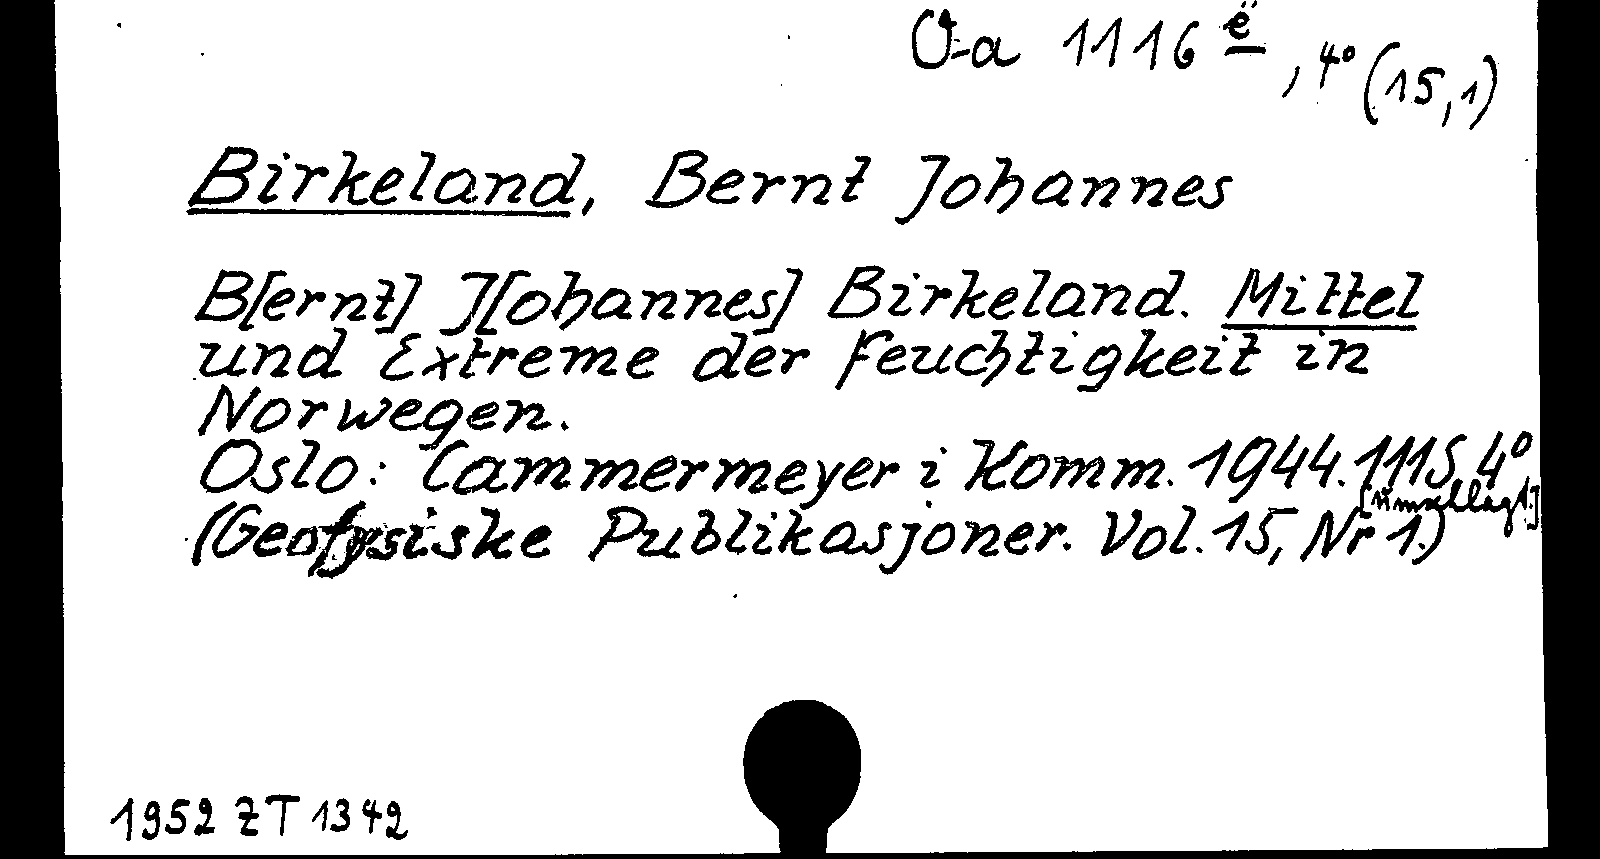 O-a 1116 ë, 4° (15,1)
Birkeland, Bernt Johannes
B[ernt] J[ohannes] Birkeland. Mittel
und Extreme der Feuchtigkeit in
Norwegen.
Oslo: Cammermeyer i Komm. 1944. 111 S. 4°
[Umschlagt.]
(Geofysiske Publikasjoner. Vol. 15, Nr 1.)
1952 ZT 1342